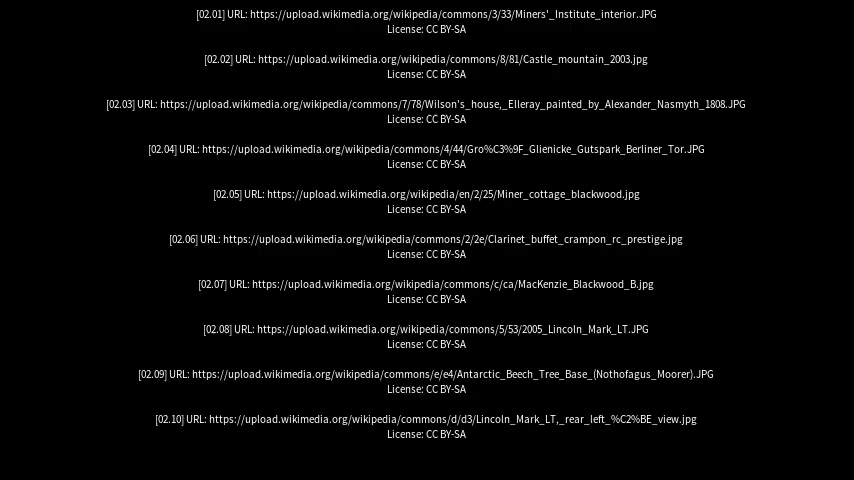 [02.01] URL: https://upload.wikimedia.org/wikipedia/commons/3/33/Miners'_Institute_interior.JPG
License: CC BY-SA
[02.02] URL: https://upload.wikimedia.org/wikipedia/commons/8/81/Castle_mountain_2003.jpg
License: CC BY-SA
[02.03] URL: https://upload.wikimedia.org/wikipedia/commons/7/78/Wilson's_house,_Elleray_painted_by_Alexander_Nasmyth_1808.JPG
License: CC BY-SA
[02.04] URL: https://upload.wikimedia.org/wikipedia/commons/4/44/Gro%C3%9F_Glienicke_Gutspark_Berliner_Tor.JPG
License: CC BY-SA
[02.05] URL: https://upload.wikimedia.org/wikipedia/en/2/25/Miner_cottage_blackwood.jpg
License: CC BY-SA
[02.06] URL: https://upload.wikimedia.org/wikipedia/commons/2/2e/Clarinet_buffet_crampon_rc_prestige.jpg
License: CC BY-SA
[02.07] URL: https://upload.wikimedia.org/wikipedia/commons/c/ca/MacKenzie_Blackwood_B.jpg
License: CC BY-SA
[02.08] URL: https://upload.wikimedia.org/wikipedia/commons/5/53/2005_Lincoln_Mark_LT.JPG
License: CC BY-SA
[02.09] URL: https://upload.wikimedia.org/wikipedia/commons/e/e4/Antarctic_Beech_Tree_Base_(Nothofagus_Moorer).JPG
License: CC BY-SA
[02.10] URL: https://upload.wikimedia.org/wikipedia/commons/d/d3/Lincoln_Mark_LT,_rear_left_%C2%BE_view.jpg
License: CC BY-SA